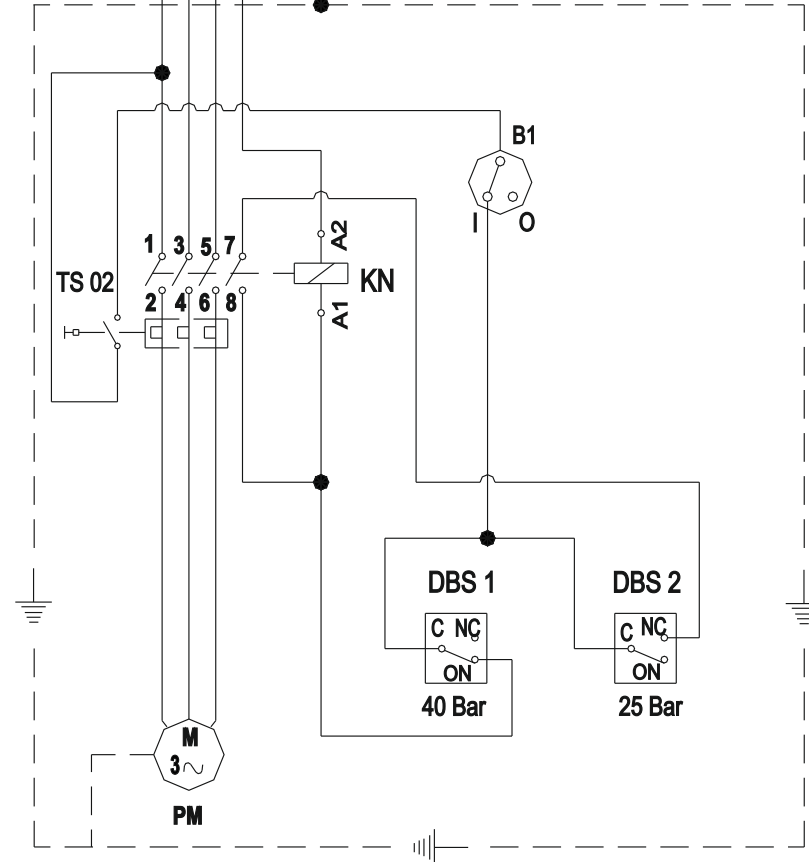 B1
I O
A2
1 3 5 7
TS 02
KN
2 4 6 8
A1
DBS 1 DBS 2
C NC
ON
C NC
ON
40 Bar 25 Bar
M
3
PM